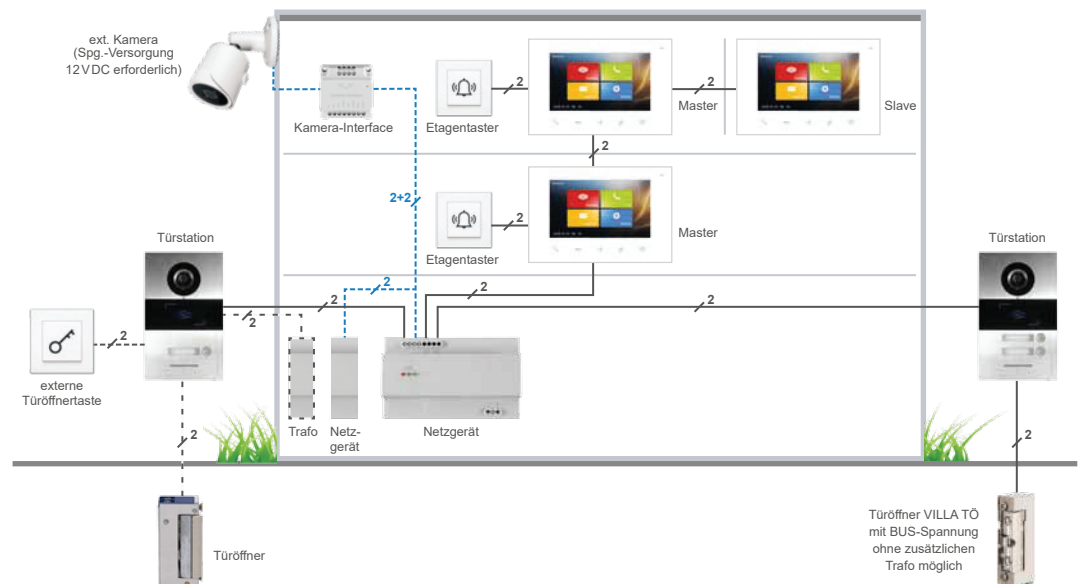 ext. Kamera
(Spg.-Versorgung
12 V DC erforderlich)
Kamera-Interface
Etagentaster
2
Master
2
Slave
2
2+2
Etagentaster
2
Master
Türstation
2
2
2
2
2
Türstation
2
externe
Türöffnertaste
Trafo
Netz-
gerät
Netzgerät
2
2
Türöffner
Türöffner VILLA TÖ
mit BUS-Spannung
ohne zusätzlichen
Trafo möglich